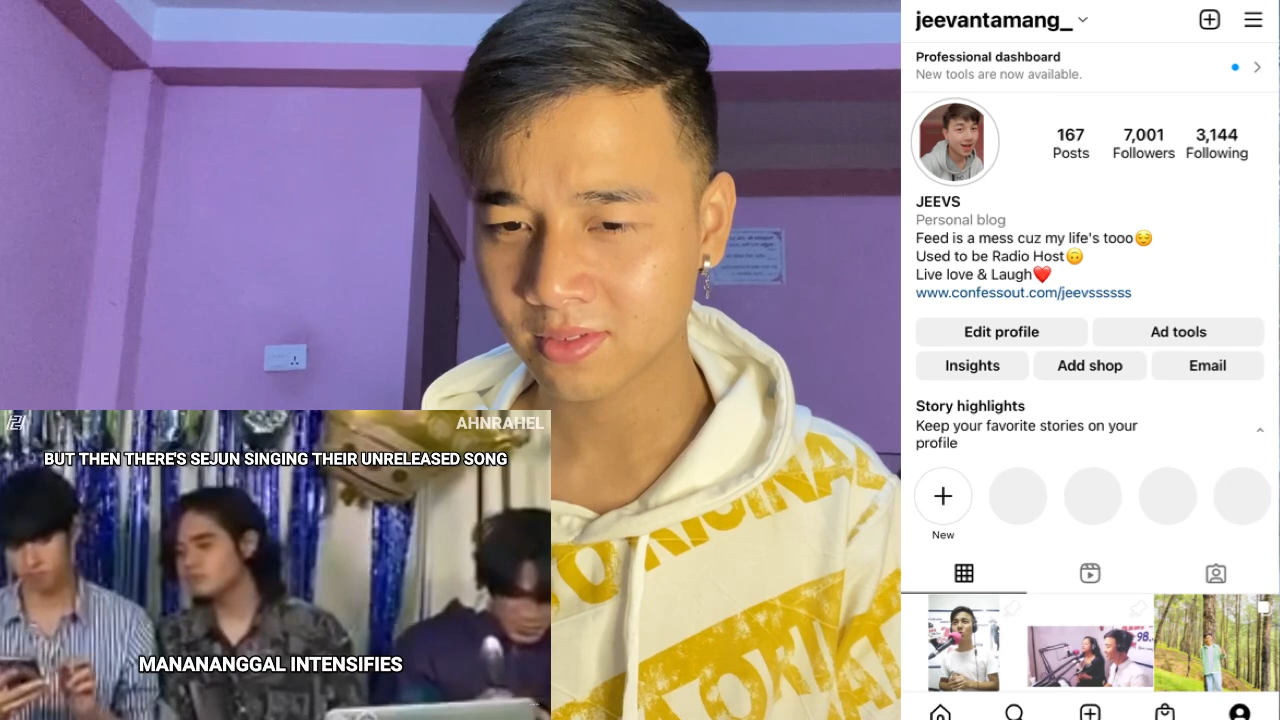 AHNRAHEL
BUT THEN THERE'S SEJUN SINGING THEIR UNRELEASED SONG
MANANANGGAL INTENSIFIES
ORIGINAL
jeevantamang_
Professional dashboard
New tools are now available.
167
7,001
3,144
Posts
Followers
Following
JEEVS
Personal blog
Feed is a mess cuz my life's tooo😌
Used to be Radio Host🙃
Live love & Laugh❤️
www.confessout.com/jeevssssss
Edit profile
Ad tools
Insights
Add shop
Email
Story highlights
Keep your favorite stories on your
profile
New